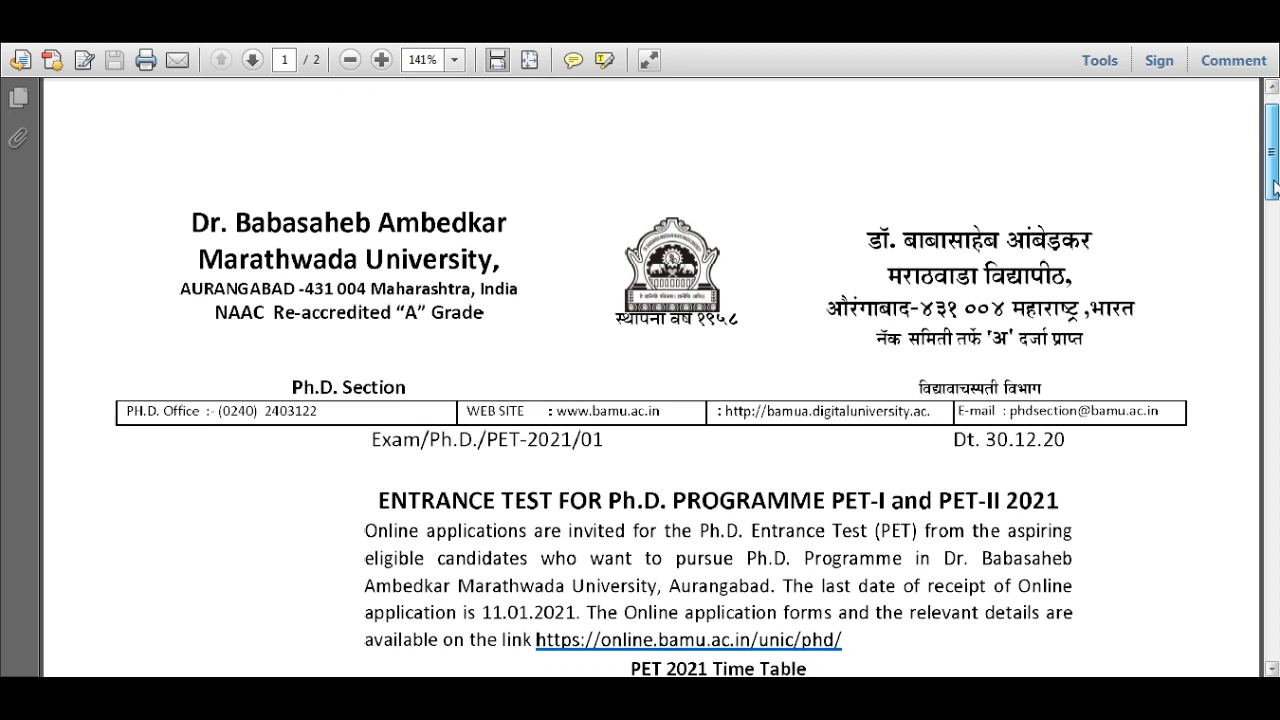 1 / 2
141%
Tools Sign Comment
Dr. Babasaheb Ambedkar
Marathwada University,
AURANGABAD -431 004 Maharashtra, India
NAAC Re-accredited “A” Grade
स्थापना वर्ष १९५८
डॉ. बाबासाहेब आंबेडकर
मराठवाडा विद्यापीठ,
औरंगाबाद-४३१ ००४ महाराष्ट्र ,भारत
नॅक समिती तर्फे 'अ' दर्जा प्राप्त
Ph.D. Section
विद्यावाचस्पती विभाग
PH.D. Office :- (0240) 2403122 WEB SITE : www.bamu.ac.in : http://bamua.digitaluniversity.ac. E-mail : phdsection@bamu.ac.in
Exam/Ph.D./PET-2021/01 Dt. 30.12.20
ENTRANCE TEST FOR Ph.D. PROGRAMME PET-I and PET-II 2021
Online applications are invited for the Ph.D. Entrance Test (PET) from the aspiring
eligible candidates who want to pursue Ph.D. Programme in Dr. Babasaheb
Ambedkar Marathwada University, Aurangabad. The last date of receipt of Online
application is 11.01.2021. The Online application forms and the relevant details are
available on the link https://online.bamu.ac.in/unic/phd/
PET 2021 Time Table